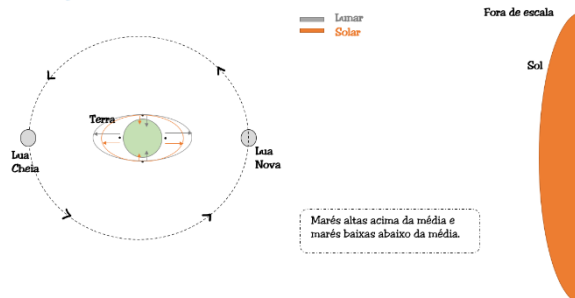 Fora de escala
Lunar
Solar
Sol
Terra
Lua
Cheia
Lua
Nova
Marés altas acima da média e
marés baixas abaixo da média.